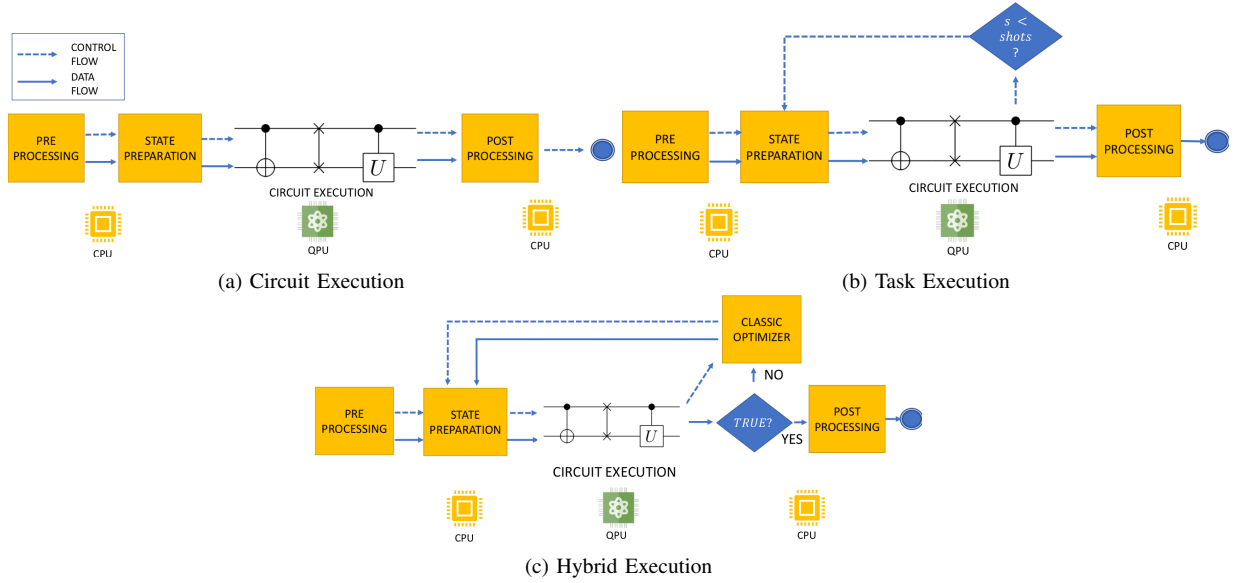 CONTROL
FLOW
DATA
FLOW
PRE
PROCESSING
STATE
PREPARATION
U
CIRCUIT EXECUTION
POST
PROCESSING
CPU
QPU
CPU
(a) Circuit Execution
s <
shots
?
PRE
PROCESSING
STATE
PREPARATION
U
CIRCUIT EXECUTION
POST
PROCESSING
CPU
QPU
CPU
(b) Task Execution
CLASSIC
OPTIMIZER
NO
PRE
PROCESSING
STATE
PREPARATION
U
CIRCUIT EXECUTION
TRUE?
YES
POST
PROCESSING
CPU
QPU
CPU
(c) Hybrid Execution